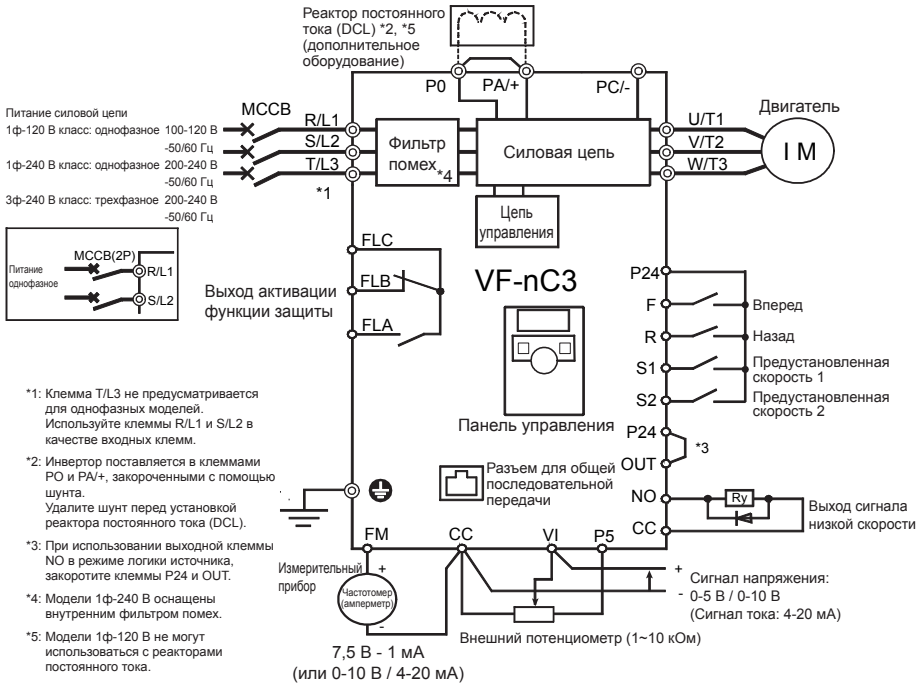 Реактор постоянного
тока (DCL) *2, *5
(дополнительное
оборудование)
P0
PA/+
PC/-
Питание силовой цепи
1ф-120 В класс: однофазное 100-120 В
-50/60 Гц
1ф-240 В класс: однофазное 200-240 В
-50/60 Гц
3ф-240 В класс: трехфазное 200-240 В
-50/60 Гц
MCCB
R/L1
S/L2
T/L3
*1
Фильтр
помех
*4
Силовая цепь
Цепь
управления
U/T1
V/T2
W/T3
Двигатель
I M
MCCB(2P)
Питание
однофазное
R/L1
S/L2
Выход активации
функции защиты
FLC
FLB
FLA
VF-nC3
Панель управления
P24
F
Вперед
R
Назад
S1
Предустановленная
скорость 1
S2
Предустановленная
скорость 2
P24
*3
OUT
Разъем для общей
последовательной
передачи
NO
Ry
CC
Выход сигнала
низкой скорости
FM
CC
VI
P5
Измерительный
прибор
+
Частотомер
(амперметр)
-
7,5 В - 1 мА
(или 0-10 В / 4-20 мА)
Внешний потенциометр (1~10 кОм)
+
-
Сигнал напряжения:
0-5 В / 0-10 В
(Сигнал тока: 4-20 мА)
*1: Клемма T/L3 не предусматривается
для однофазных моделей.
Используйте клеммы R/L1 и S/L2 в
качестве входных клемм.
*2: Инвертор поставляется в клеммами
PO и PA/+, закороченными с помощью
шунта.
Удалите шунт перед установкой
реактора постоянного тока (DCL).
*3: При использовании выходной клеммы
NO в режиме логики источника,
закоротите клеммы P24 и OUT.
*4: Модели 1ф-240 В оснащены
внутренним фильтром помех.
*5: Модели 1ф-120 В не могут
использоваться с реакторами
постоянного тока.